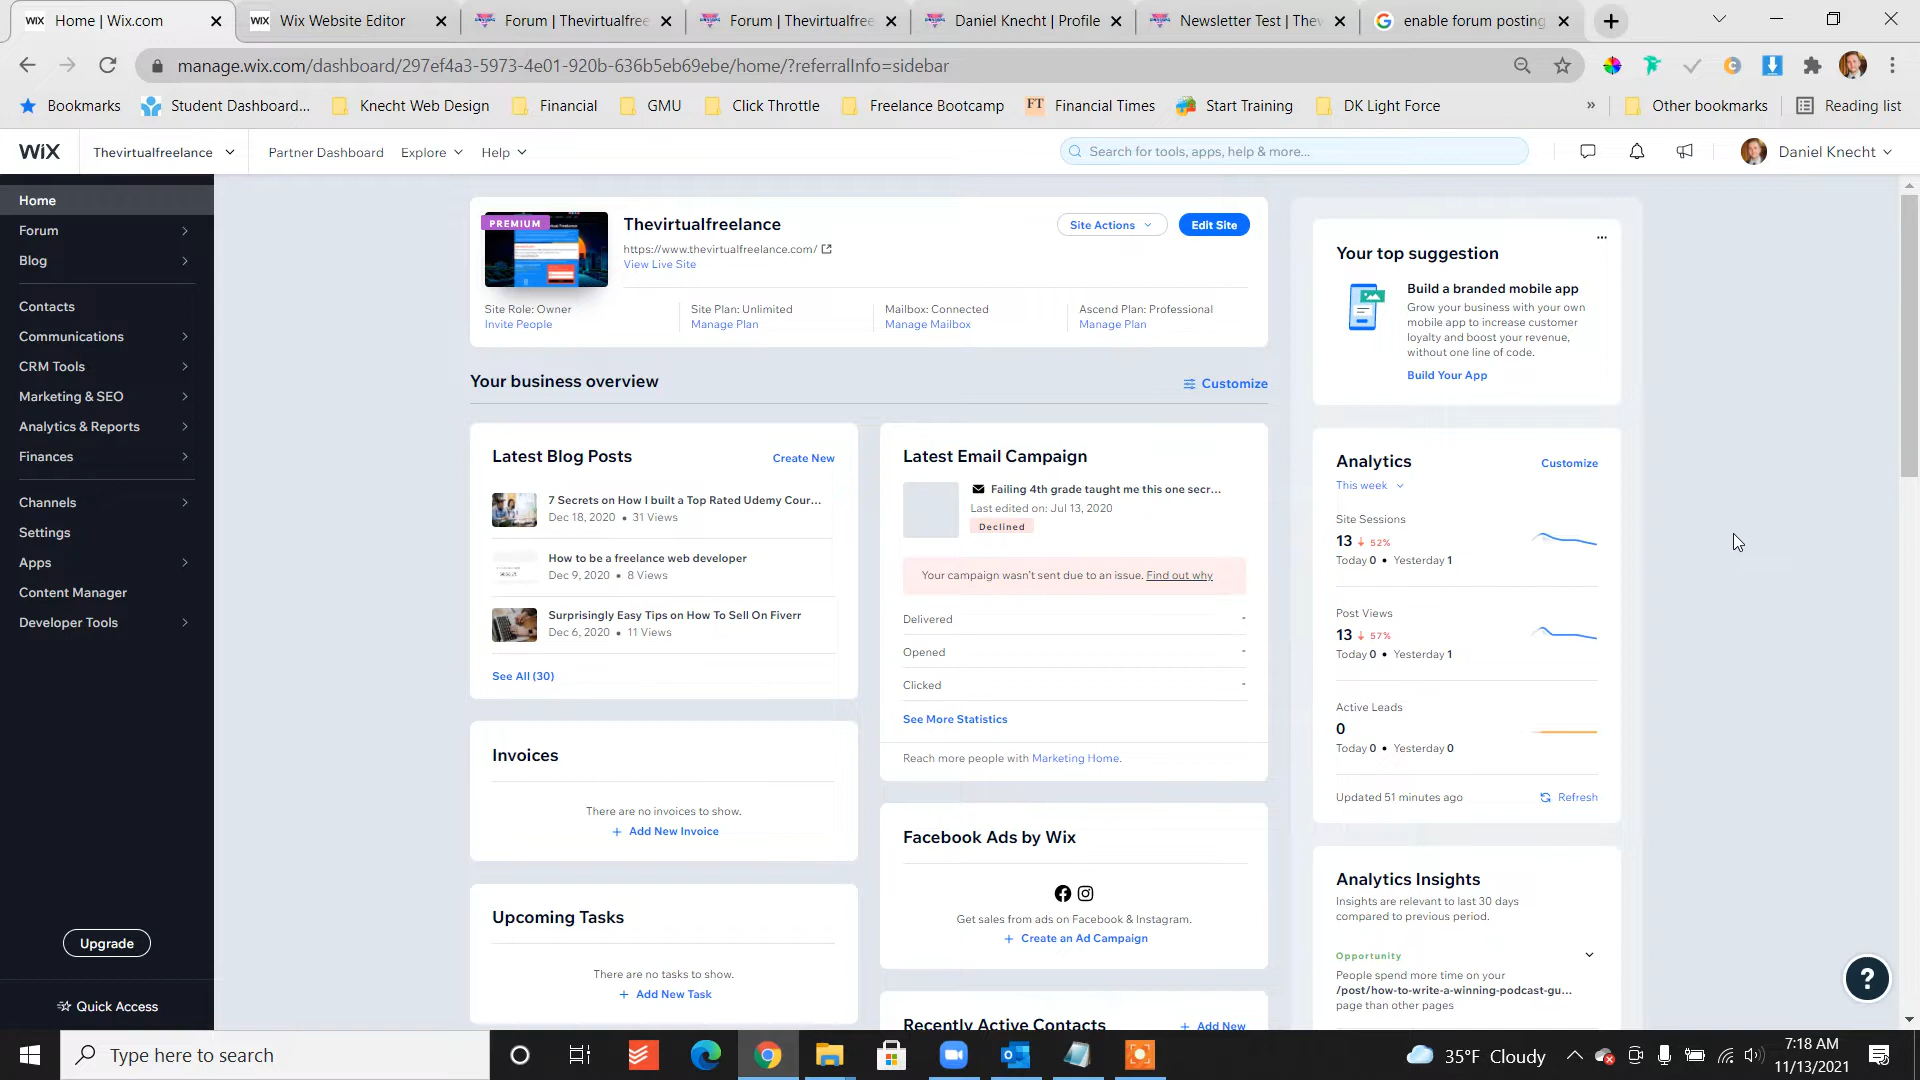 WiX Home | Wix.com
WiX Wix Website Editor
Forum | Thevirtualfree
Forum | Thevirtualfree
Daniel Knecht | Profile
Newsletter Test | Thev
enable forum posting
manage.wix.com/dashboard/297ef4a3-5973-4e01-920b-636b5eb69ebe/home/?referralInfo=sidebar
Bookmarks
Student Dashboard...
Knecht Web Design
Financial
GMU
Click Throttle
Freelance Bootcamp
FT Financial Times
Start Training
DK Light Force
»
Other bookmarks
Reading list
WiX
Thevirtualfreelance
Partner Dashboard
Explore
Help
Search for tools, apps, help & more...
Daniel Knecht
Home
Forum
Blog
Contacts
Communications
CRM Tools
Marketing & SEO
Analytics & Reports
Finances
Channels
Settings
Apps
Content Manager
Developer Tools
Upgrade
Quick Access
PREMIUM
Thevirtualfreelance
https://www.thevirtualfreelance.com/
View Live Site
Site Actions
Edit Site
Site Role: Owner
Invite People
Site Plan: Unlimited
Manage Plan
Mailbox: Connected
Manage Mailbox
Ascend Plan: Professional
Manage Plan
Your business overview
Customize
Latest Blog Posts
Create New
7 Secrets on How I built a Top Rated Udemy Cour...
Dec 18, 2020 • 31 Views
How to be a freelance web developer
Dec 9, 2020 • 8 Views
Surprisingly Easy Tips on How To Sell On Fiverr
Dec 6, 2020 • 11 Views
See All (30)
Invoices
There are no invoices to show.
+ Add New Invoice
Upcoming Tasks
There are no tasks to show.
+ Add New Task
Latest Email Campaign
Failing 4th grade taught me this one secr...
Last edited on: Jul 13, 2020
Declined
Your campaign wasn't sent due to an issue. Find out why
Delivered -
Opened -
Clicked -
See More Statistics
Reach more people with Marketing Home.
Facebook Ads by Wix
Get sales from ads on Facebook & Instagram.
+ Create an Ad Campaign
Recently Active Contacts
+ Add New
Your top suggestion
...
Build a branded mobile app
Grow your business with your own
mobile app to increase customer
loyalty and boost your revenue,
without one line of code.
Build Your App
Analytics
Customize
This week
Site Sessions
13 ↓ 52%
Today 0 • Yesterday 1
Post Views
13 ↓ 57%
Today 0 • Yesterday 1
Active Leads
0
Today 0 • Yesterday 0
Updated 51 minutes ago
Refresh
Analytics Insights
Insights are relevant to last 30 days
compared to previous period.
Opportunity
People spend more time on your
/post/how-to-write-a-winning-podcast-gu...
page than other pages
?
Type here to search
35°F Cloudy
7:18 AM
11/13/2021